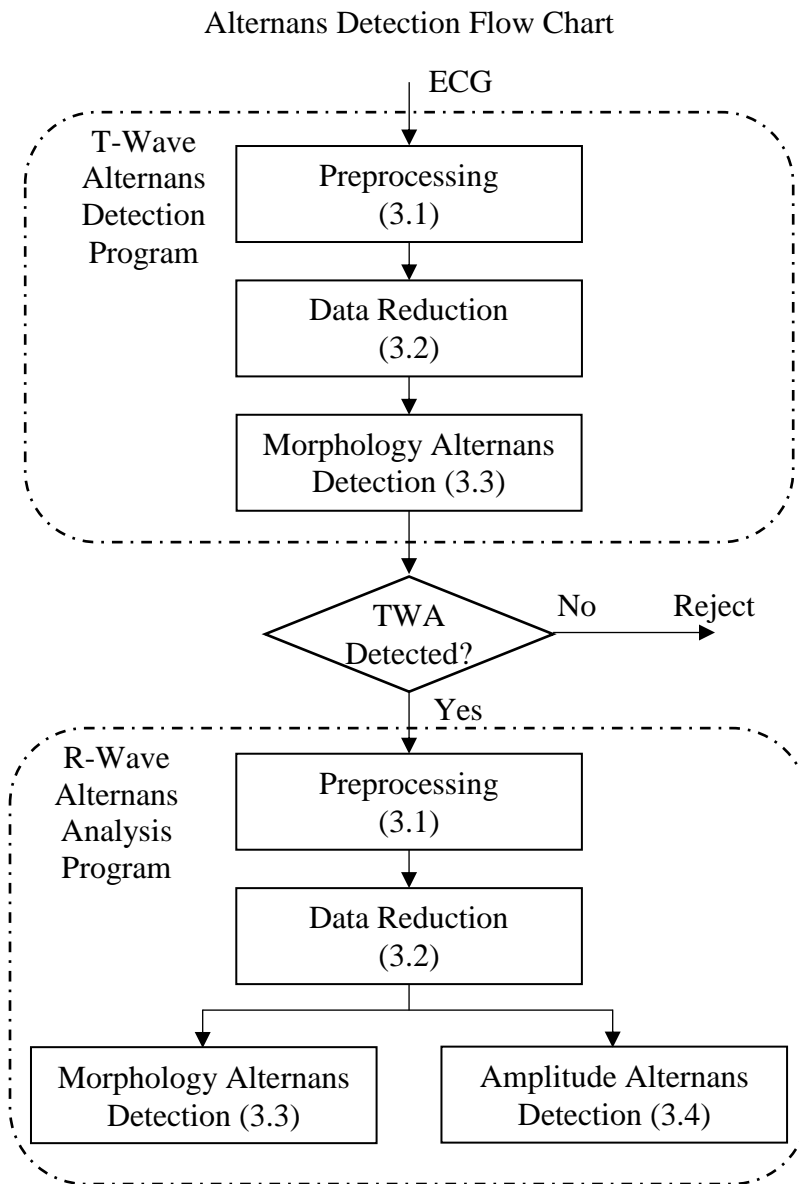 Alternans Detection Flow Chart
ECG
T-Wave
Alternans
Detection
Program
Preprocessing
(3.1)
Data Reduction
(3.2)
Morphology Alternans
Detection (3.3)
TWA
Detected?
No
Reject
Yes
R-Wave
Alternans
Analysis
Program
Preprocessing
(3.1)
Data Reduction
(3.2)
Morphology Alternans
Detection (3.3)
Amplitude Alternans
Detection (3.4)